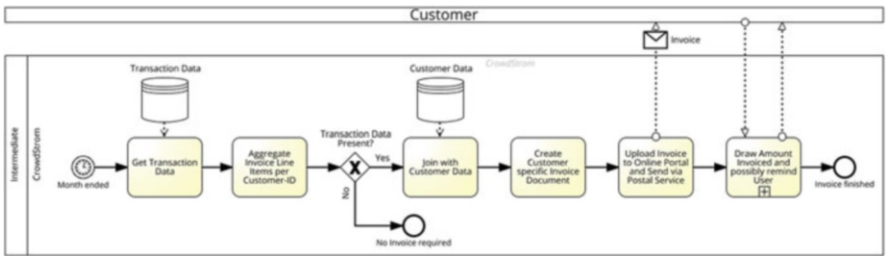 Customer
Invoice
CrowdStrom
Transaction Data
Customer Data
Intermediate
CrowdStrom
Month ended
Get Transaction
Data
Aggregate
Invoice Line
Items per
Customer-ID
Transaction Data
Present?
Yes
No
No Invoice required
Join with
Customer Data
Create
Customer
specific Invoice
Document
Upload Invoice
to Online Portal
and Send via
Postal Service
Draw Amount
Invoiced and
possibly remind
User
Invoice finished